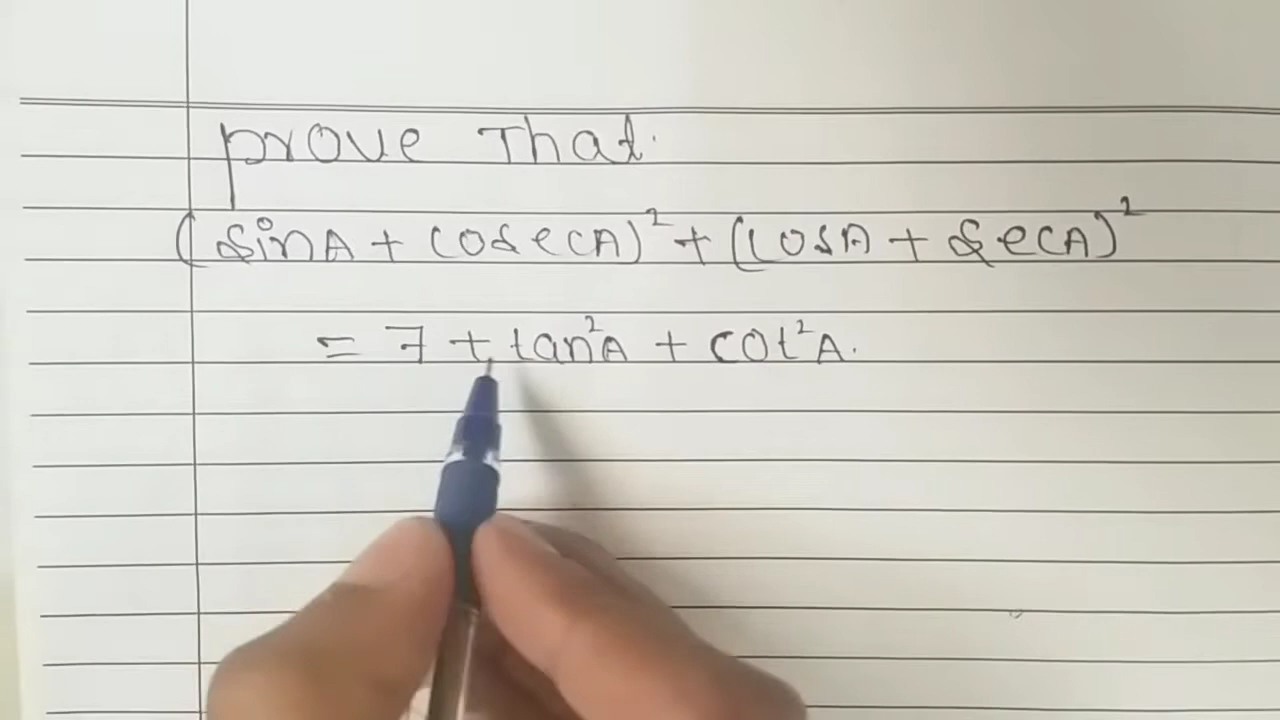 Prove That.
(sinA + cosecA)² + (cosA + secA)²
= 7 + tan²A + cot²A.